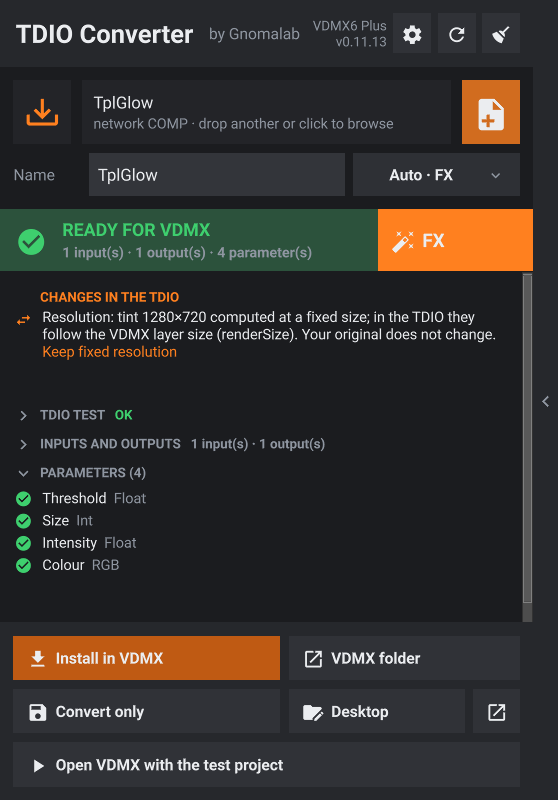 TDIO Converter by Gnomalab VDMX6 Plus
v0.11.13
TplGlow
network COMP · drop another or click to browse
Name TplGlow Auto · FX
READY FOR VDMX
1 input(s) · 1 output(s) · 4 parameter(s)
FX
CHANGES IN THE TDIO
Resolution: tint 1280×720 computed at a fixed size; in the TDIO they
follow the VDMX layer size (renderSize). Your original does not change.
Keep fixed resolution
TDIO TEST OK
INPUTS AND OUTPUTS 1 input(s) · 1 output(s)
PARAMETERS (4)
Threshold Float
Size Int
Intensity Float
Colour RGB
Install in VDMX VDMX folder
Convert only Desktop
Open VDMX with the test project